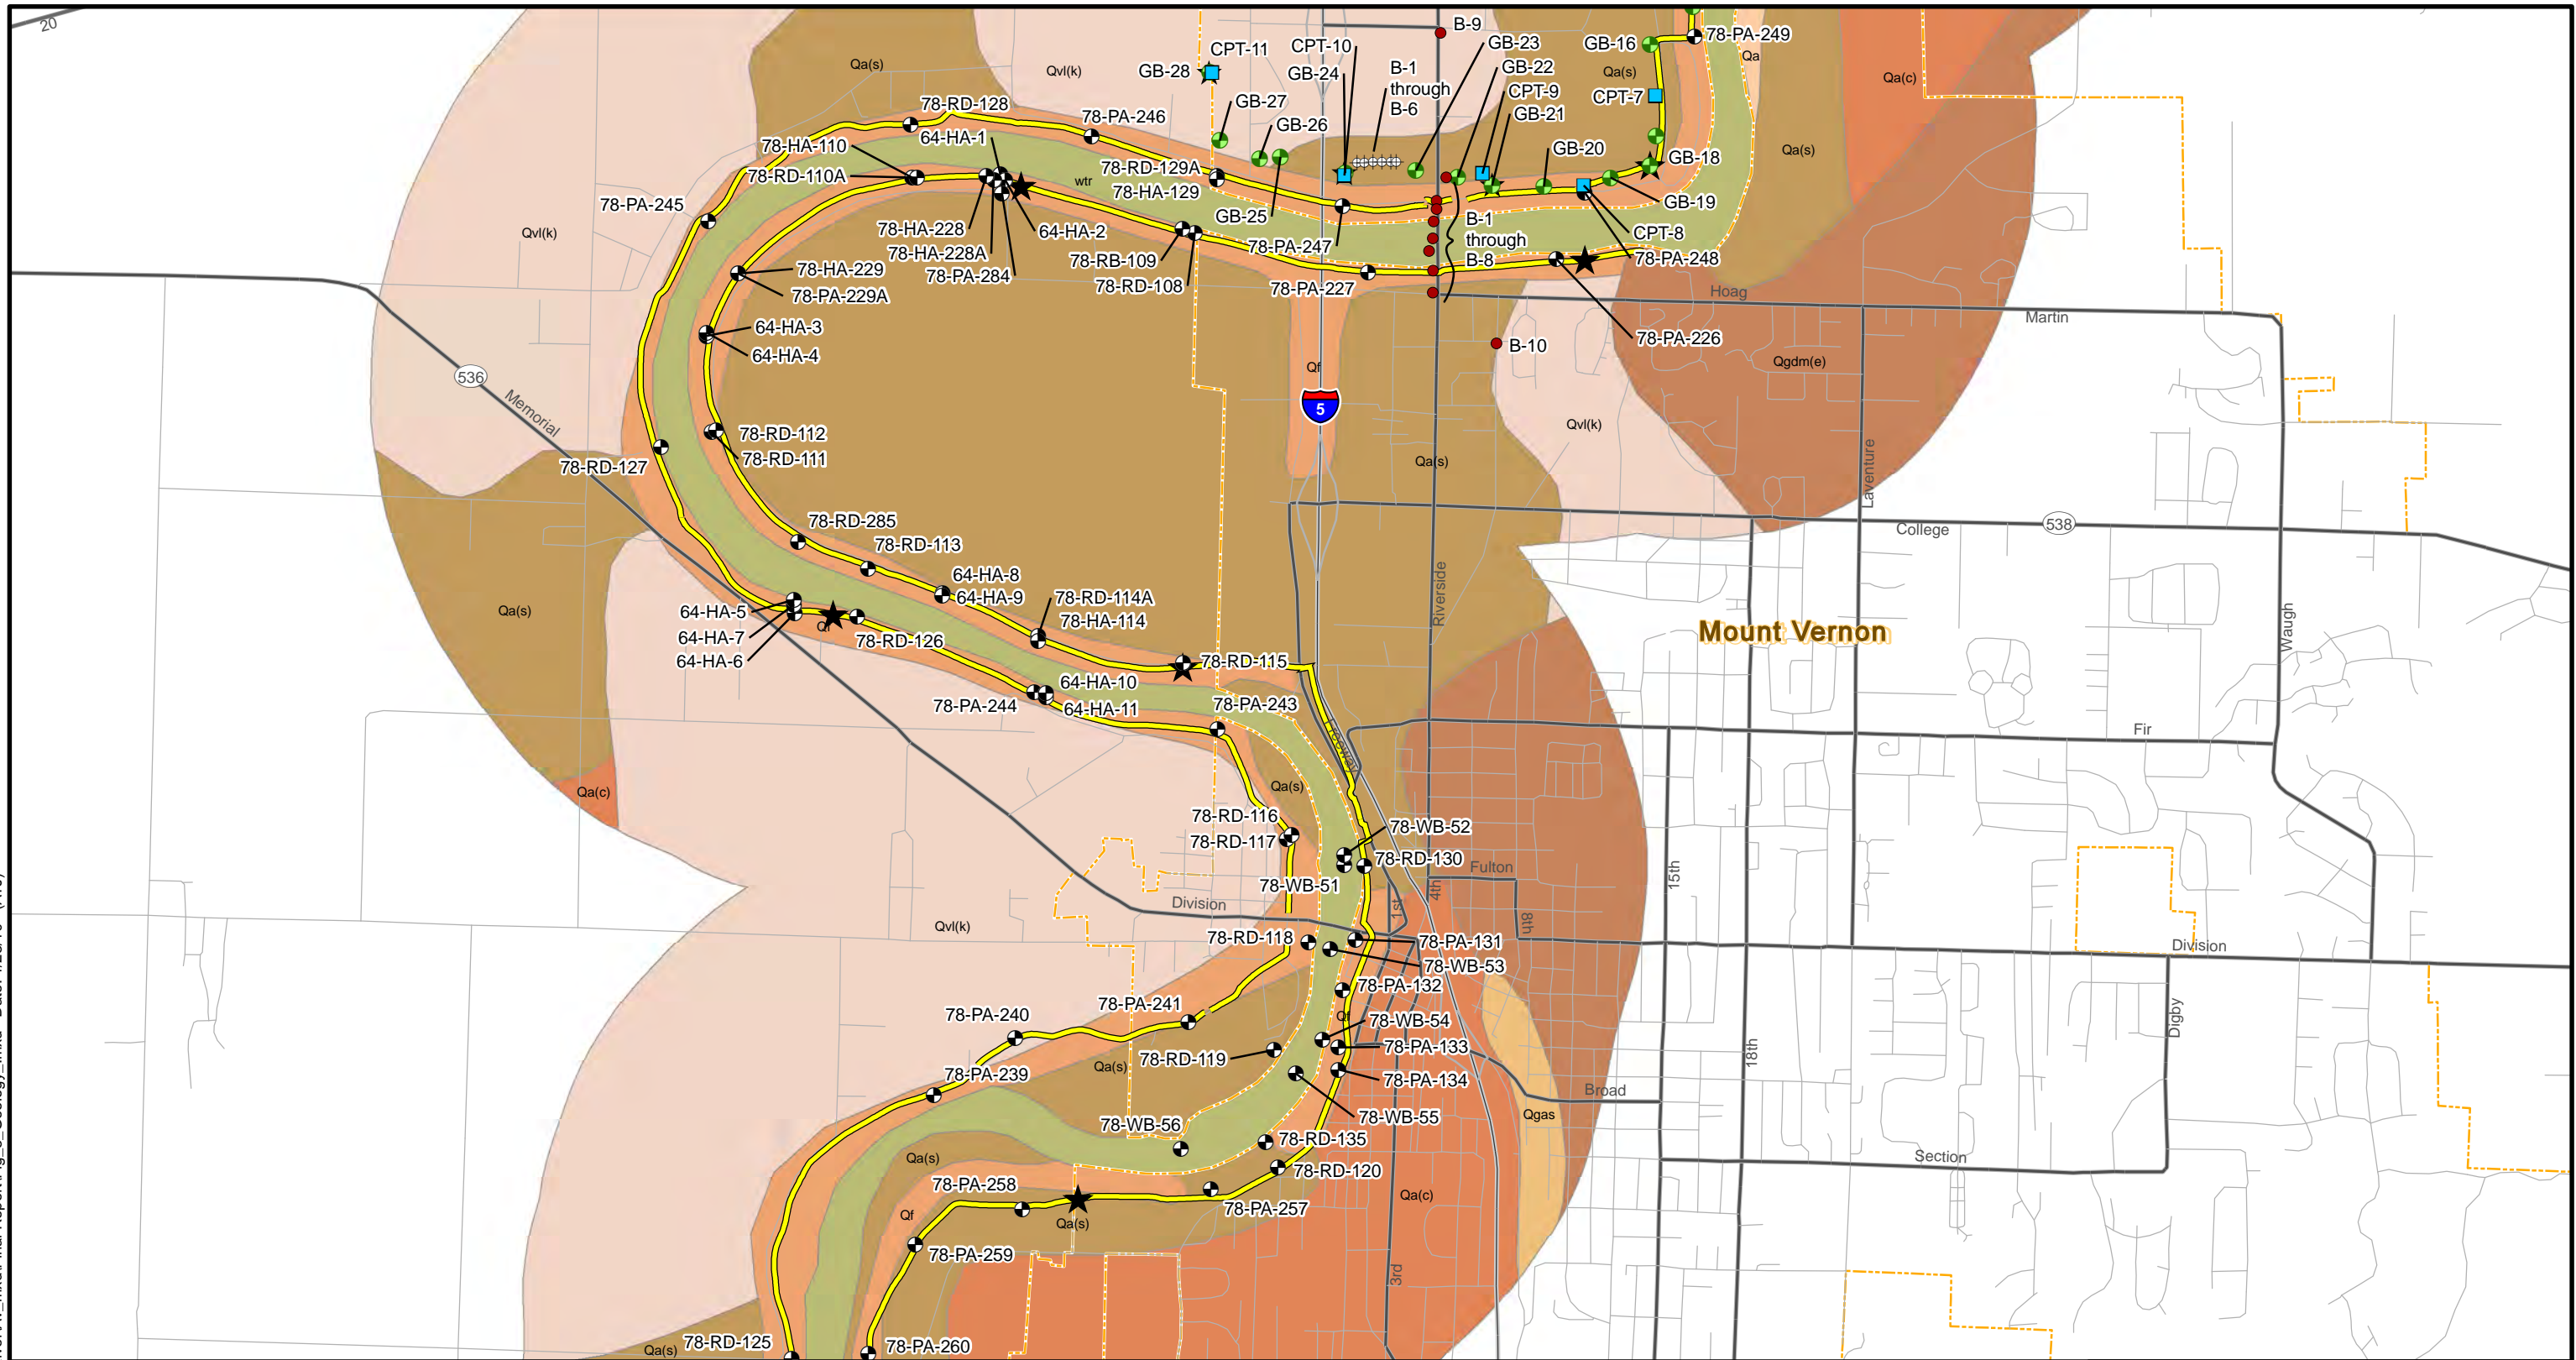 20
Qa(s)
Qvl(k)
CPT-11
GB-28
CPT-10
GB-24
B-1
through
B-6
B-9
GB-23
GB-22
CPT-9
GB-21
GB-16
78-PA-249
Qa
Qa(s)
Qa(c)
CPT-7
78-RD-128
64-HA-1
78-PA-246
GB-27
GB-26
78-HA-110
78-RD-110A
78-RD-129A
78-HA-129
wtr
GB-20
GB-18
Qa(s)
GB-19
78-PA-245
Qvl(k)
78-HA-228
78-HA-228A
78-PA-284
64-HA-2
78-RB-109
78-RD-108
GB-25
78-PA-247
78-PA-227
B-1
through
B-8
CPT-8
78-PA-248
78-HA-229
78-PA-229A
Hoag
Martin
64-HA-3
64-HA-4
B-10
78-PA-226
Qgdm(e)
Qf
536
Memorial
5
Qvl(k)
78-RD-112
78-RD-111
78-RD-127
Qa(s)
Laventure
78-RD-285
78-RD-113
College
538
64-HA-8
64-HA-9
78-RD-114A
78-HA-114
Riverside
Qa(s)
64-HA-5
64-HA-7
64-HA-6
Qf
78-RD-126
Mount Vernon
Waugh
78-RD-115
64-HA-10
78-PA-244
64-HA-11
78-PA-243
Freeway
Fir
Qa(s)
Qa(c)
78-RD-116
78-RD-117
78-WB-52
78-RD-130
78-WB-51
Fulton
15th
4th
1st
8th
Division
Qvl(k)
78-RD-118
78-PA-131
78-WB-53
Division
78-PA-132
78-PA-241
78-PA-240
Qf
78-WB-54
78-PA-133
78-RD-119
Qa(s)
78-PA-134
78-PA-239
18th
Digby
Broad
78-WB-55
78-WB-56
Qgas
78-RD-135
Qa(s)
78-RD-120
Section
78-PA-258
Qa(c)
78-PA-257
Qf
Qa(s)
78-PA-259
3rd
78-RD-125
Qa(s)
78-PA-260